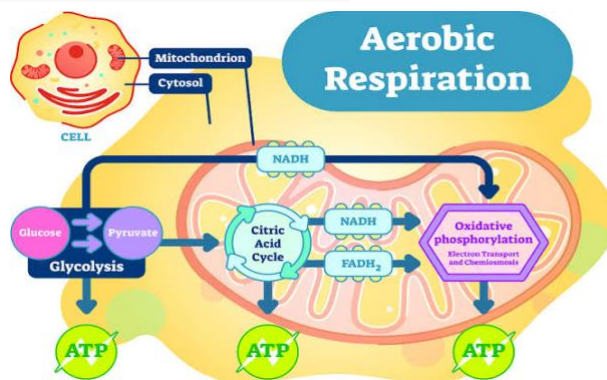 Aerobic
Respiration
Mitochondrion
Cytosol
CELL
NADH
Glucose
Pyruvate
Glycolysis
Citric
Acid
Cycle
NADH
FADH₂
Oxidative
phosphorylation
Electron Transport
and Chemiosmosis
ATP
ATP
ATP